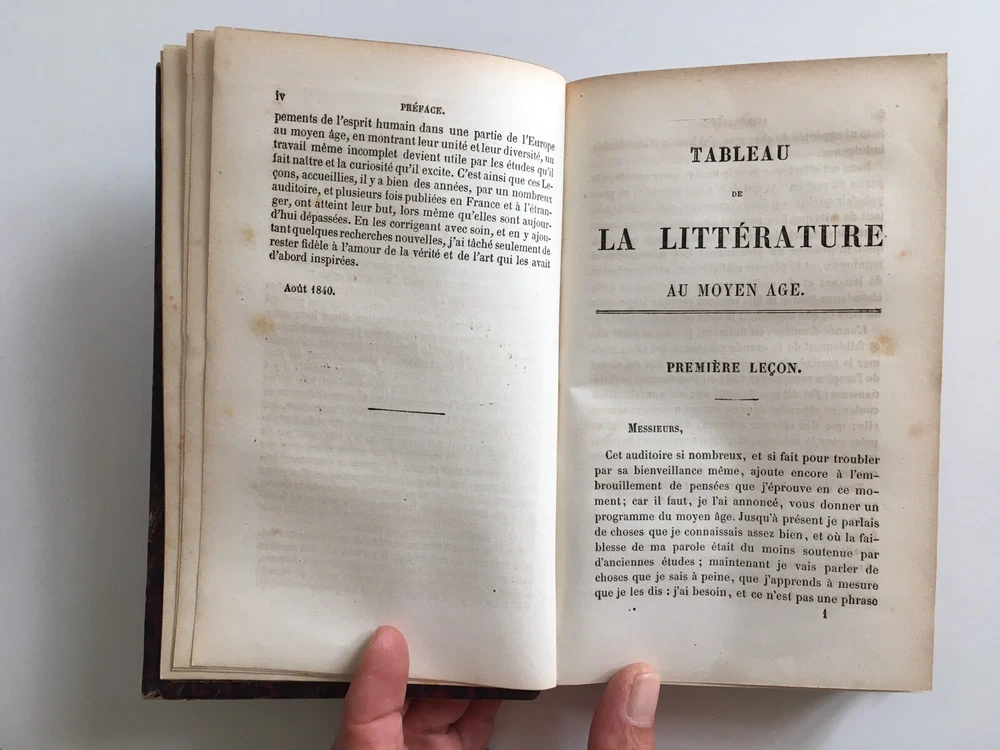 iv
PRÉFACE.
pements de l'esprit humain dans une partie de l'Europe
au moyen âge, en montrant leur unité et leur diversité, un
travail même incomplet devient utile par les études qu'il
fait naître et la curiosité qu'il excite. C'est ainsi que ces Le-
çons, accueillies, il y a bien des années, par un nombreux
auditoire, et plusieurs fois publiées en France et à l'étran-
ger, ont atteint leur but, lors même qu'elles sont aujour-
d'hui dépassées. En les corrigeant avec soin, et en y ajou-
tant quelques recherches nouvelles, j'ai tâché seulement de
rester fidèle à l'amour de la vérité et de l'art qui les avait
d'abord inspirées.
Août 1840.
TABLEAU
DE
LA LITTÉRATURE
AU MOYEN AGE.
PREMIÈRE LEÇON.
MESSIEURS,
Cet auditoire si nombreux, et si fait pour troubler
par sa bienveillance même, ajoute encore à l'em-
brouillement de pensées que j'éprouve en ce mo-
ment; car il faut, je l'ai annoncé, vous donner un
programme du moyen âge. Jusqu'à présent je parlais
de choses que je connaissais assez bien, et où la fai-
blesse de ma parole était du moins soutenue par
d'anciennes études; maintenant je vais parler de
choses que je sais à peine, que j'apprends à mesure
que je les dis : j'ai besoin, et ce n'est pas une phrase
1